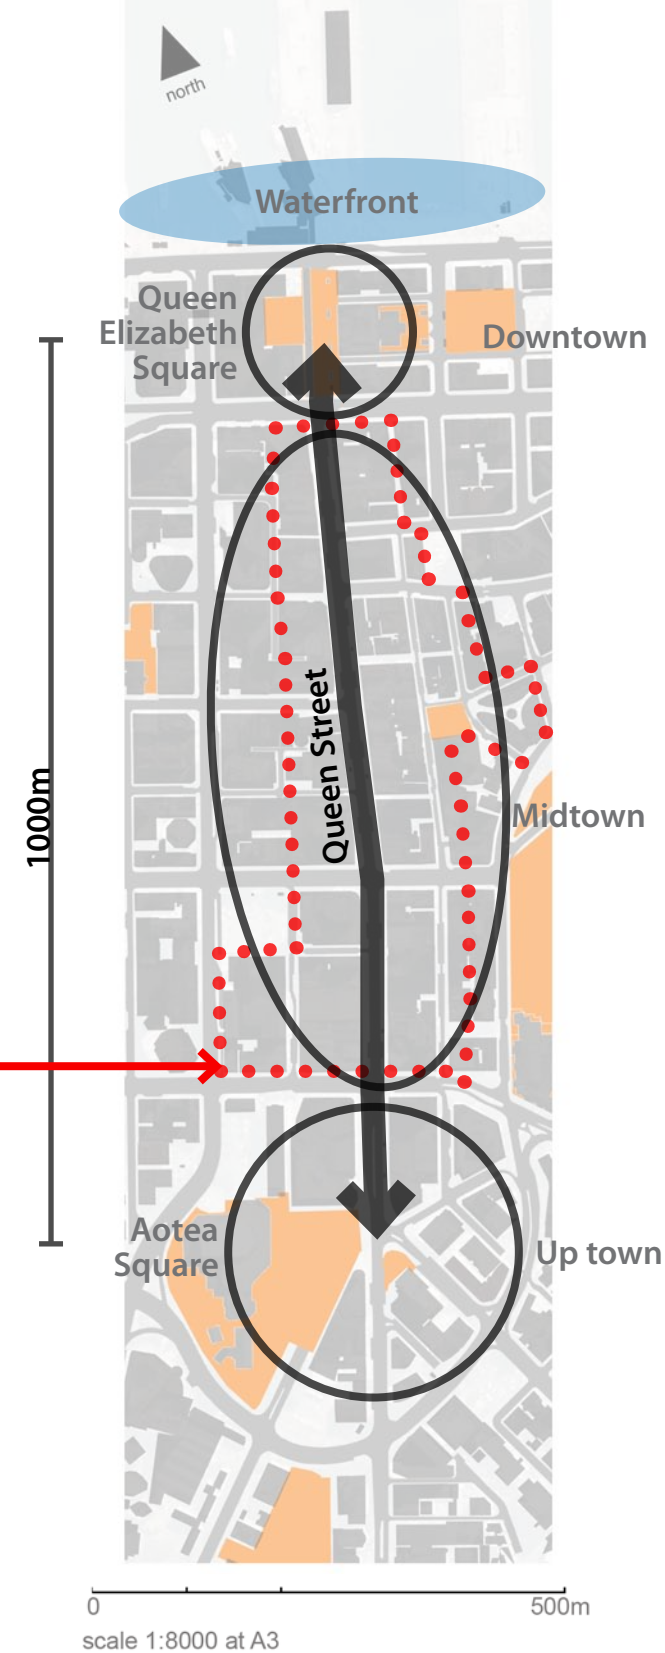 north
Waterfront
Queen
Elizabeth
Square
Downtown
Queen Street
1000m
Midtown
Aotea
Square
Up town
0
500m
scale 1:8000 at A3